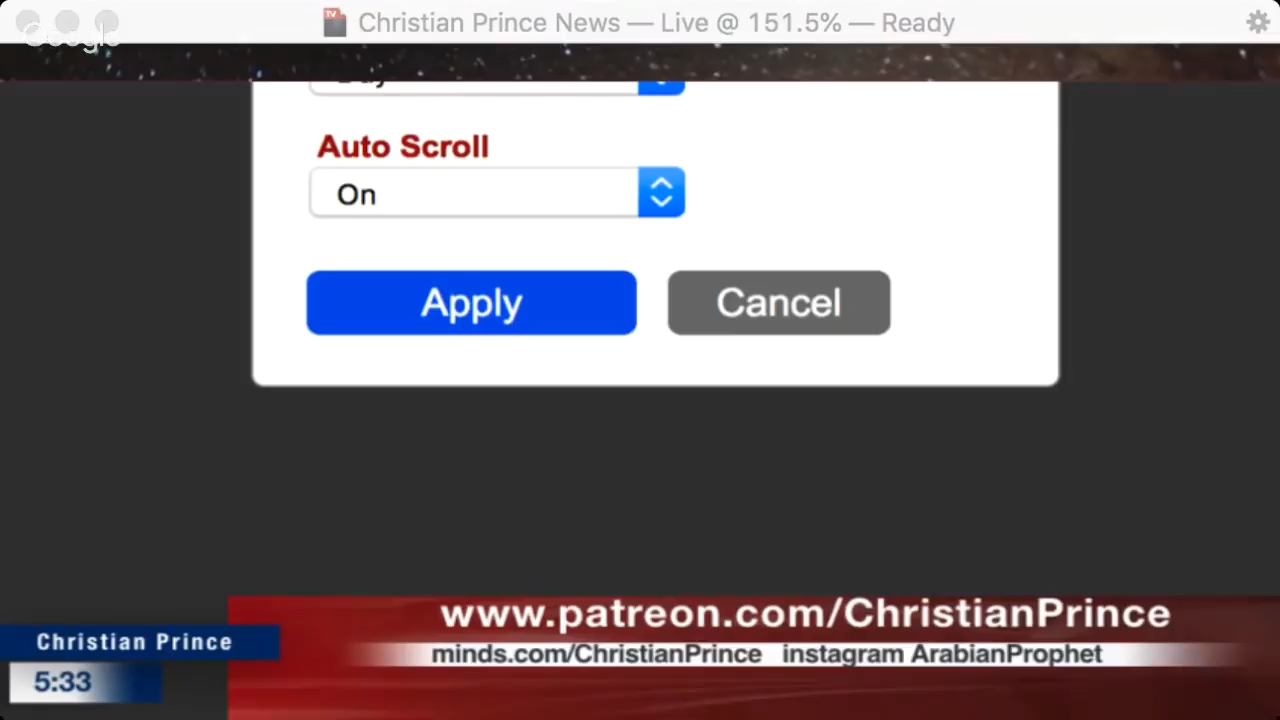 Christian Prince News — Live @ 151.5% — Ready
Google
Auto Scroll
On
Apply Cancel
www.patreon.com/ChristianPrince
Christian Prince
minds.com/ChristianPrince instagram ArabianProphet
5:33